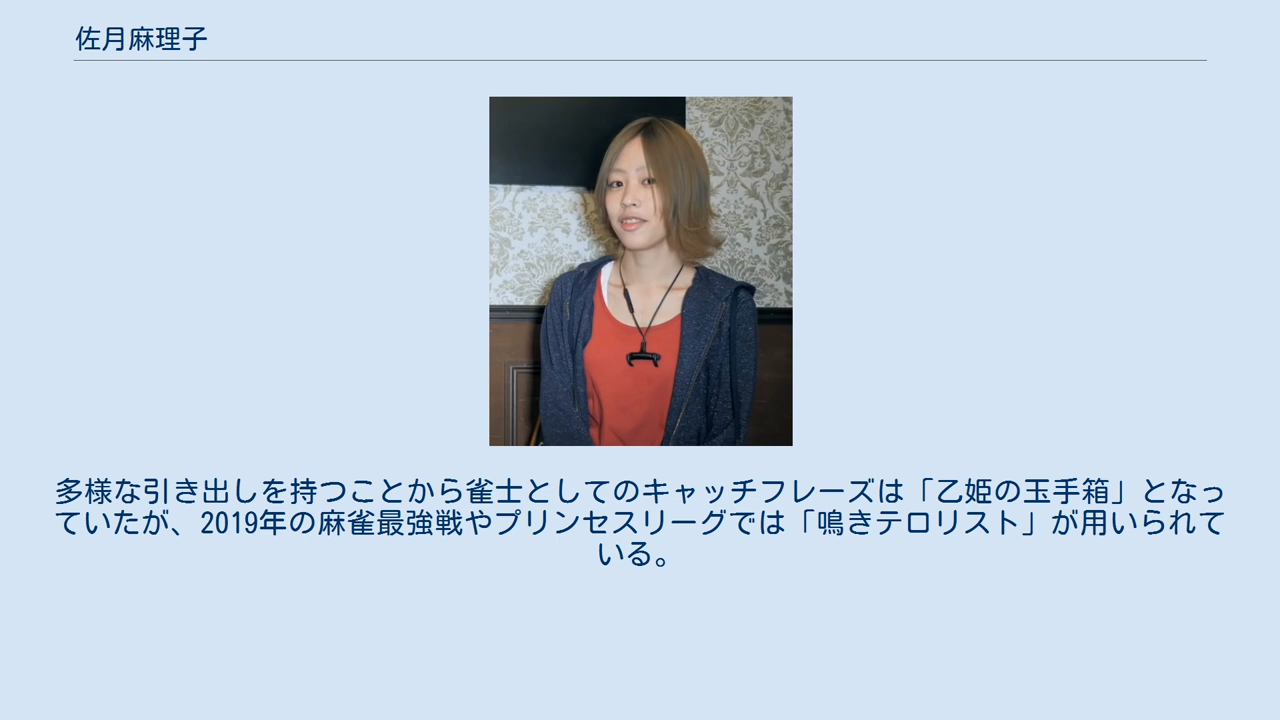 佐月麻理子
多様な引き出しを持つことから雀士としてのキャッチフレーズは「乙姫の玉手箱」となっ
ていたが、2019年の麻雀最強戦やプリンセスリーグでは「鳴きテロリスト」が用いられて
いる。